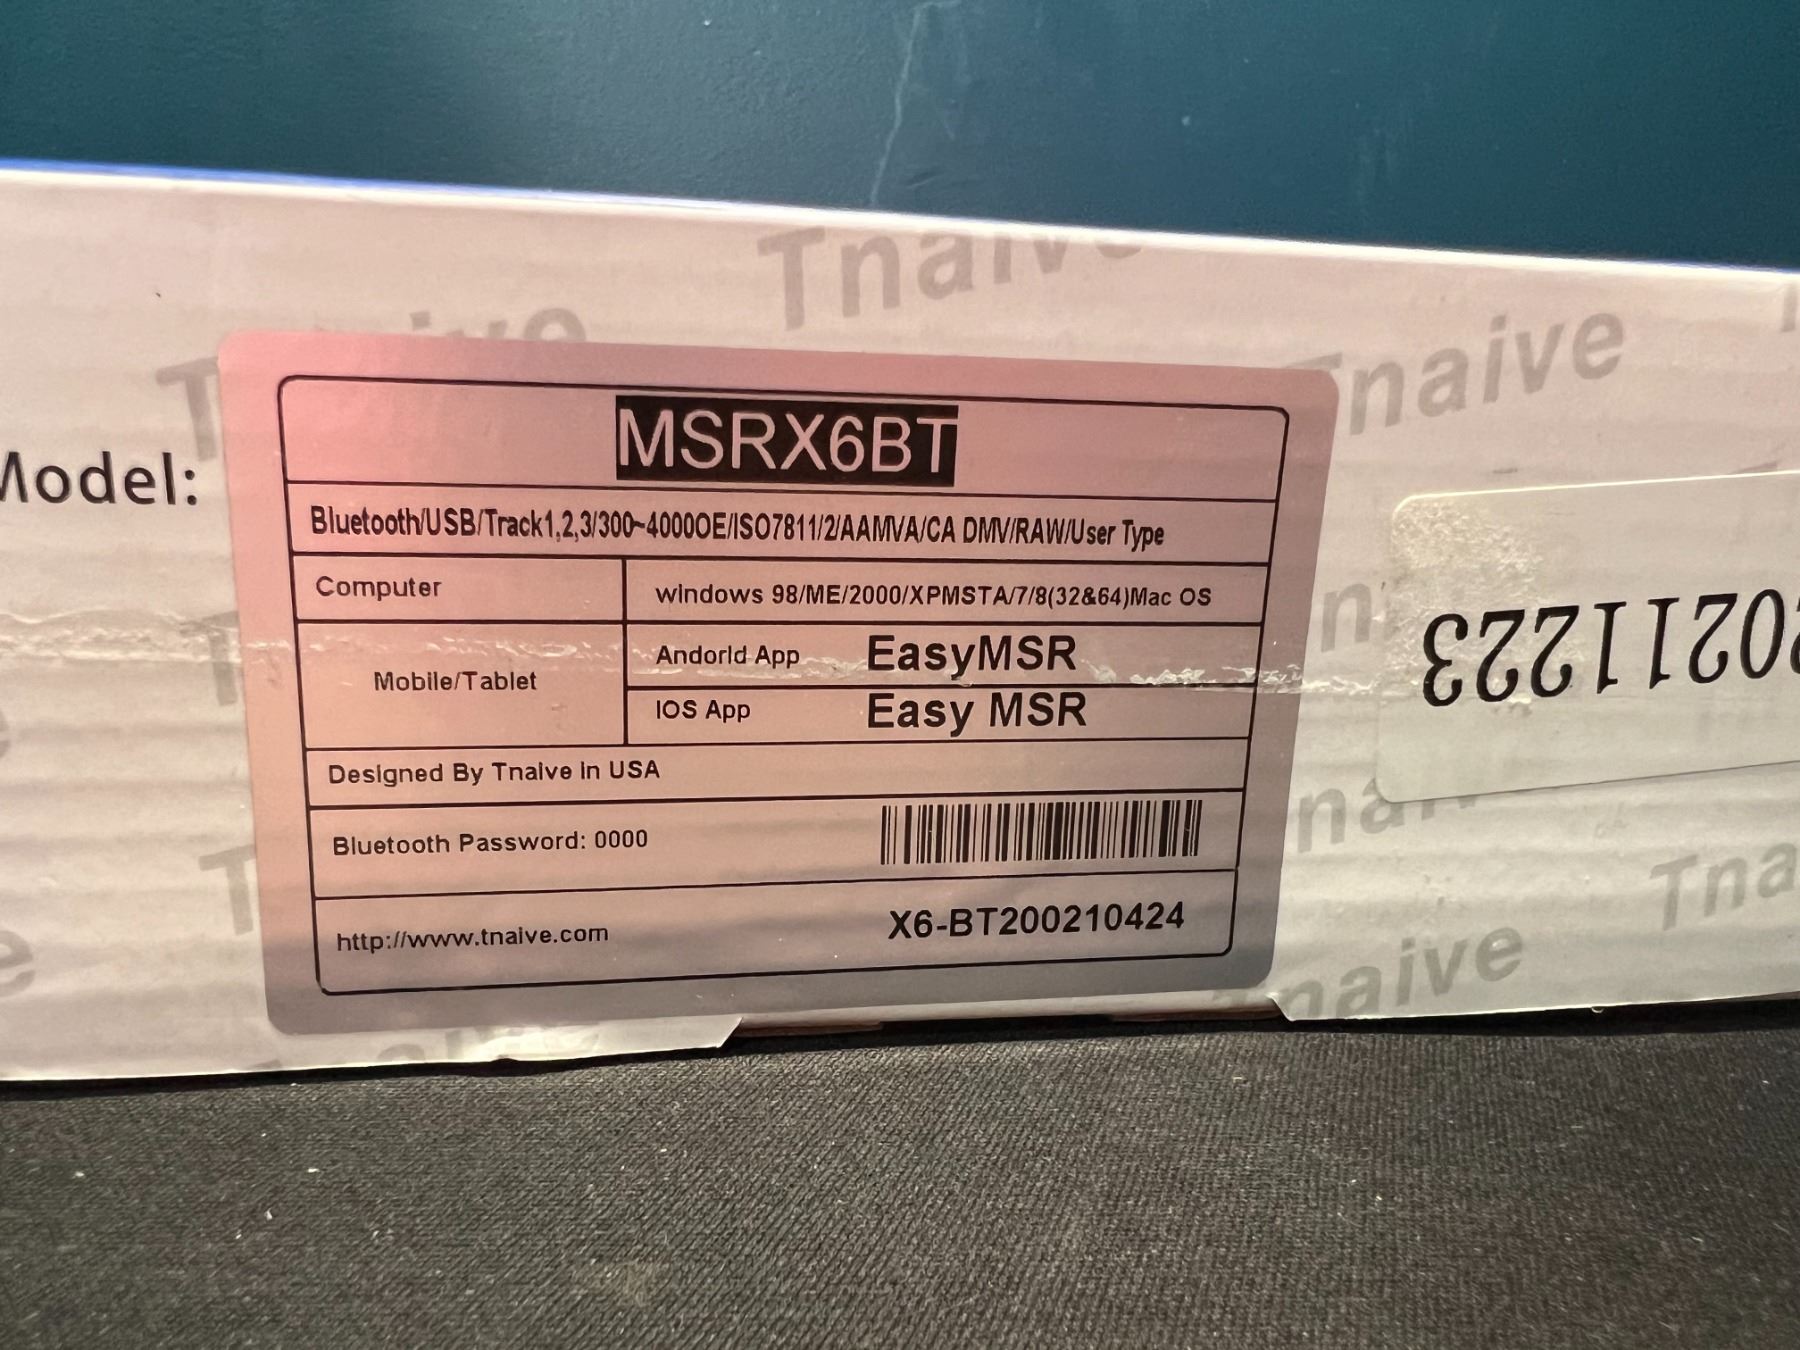 Tnaive
Tnaive
Model:
MSRX6BT
Bluetooth/USB/Track1,2,3/300~4000OE/ISO7811/2/AAMVA/CA DMV/RAW/User Type
Computer
windows 98/ME/2000/XPMSTA/7/8(32&64)Mac OS
Mobile/Tablet
Andorid App EasyMSR
IOS App Easy MSR
Designed By Tnaive in USA
Bluetooth Password: 0000
http://www.tnaive.com
X6-BT200210424
20211223
Tnaive